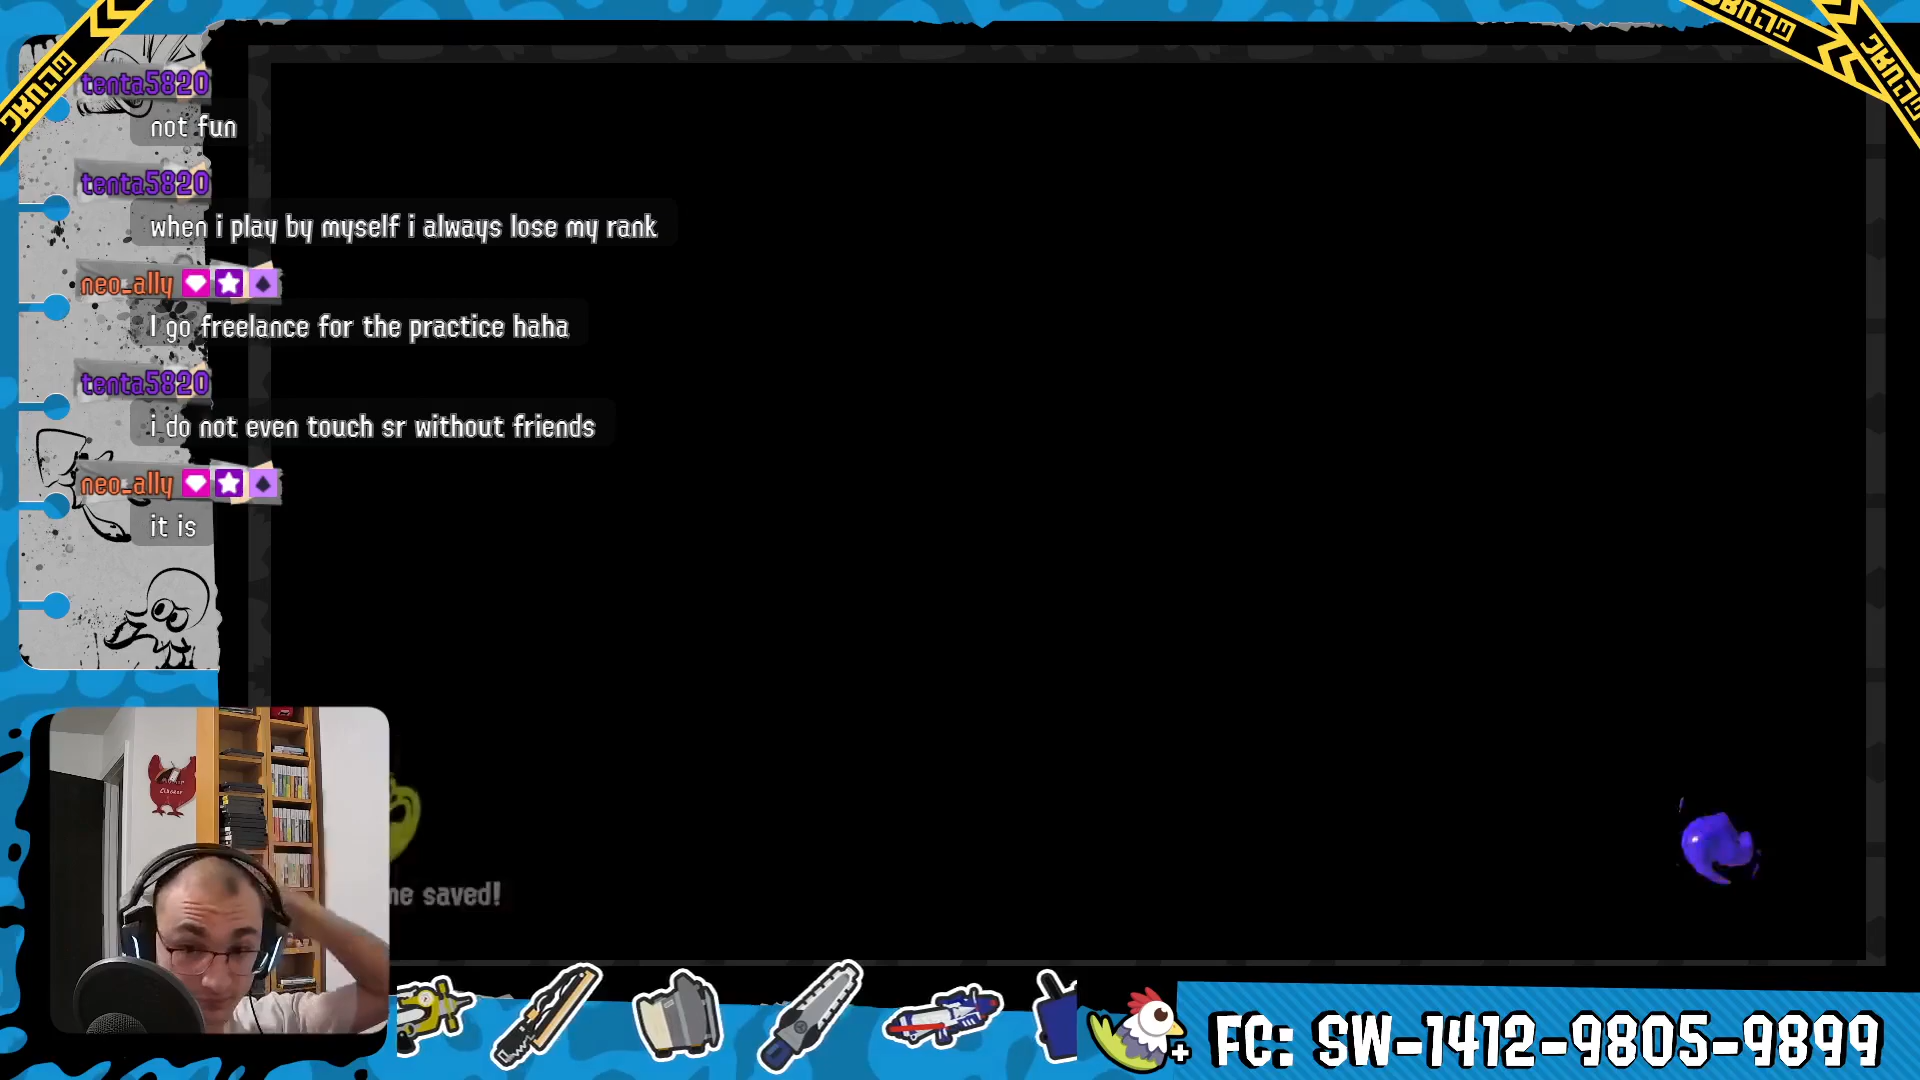 tenta5820
not fun
tenta5820
when i play by myself i always lose my rank
neo_ally
I go freelance for the practice haha
tenta5820
i do not even touch sr without friends
neo_ally
it is
me saved!
FC: SW-1412-9805-9899